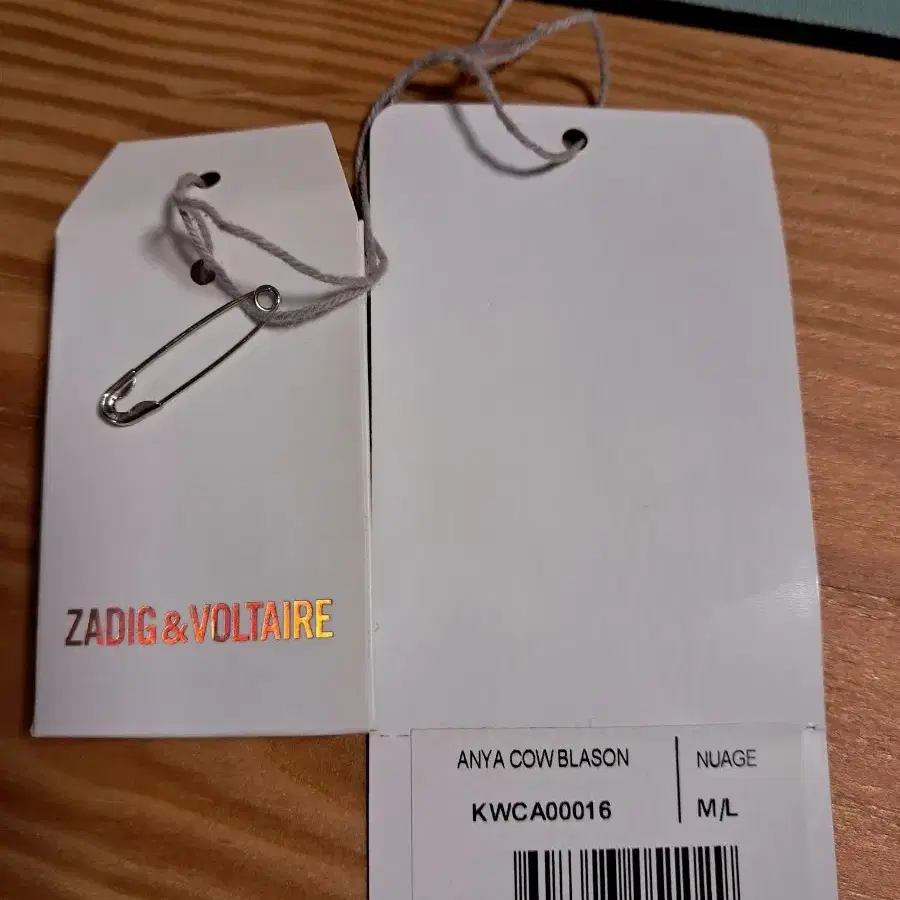 ZADIG & VOLTAIRE
ANYA COW BLASON
NUAGE
KWCA00016
M/L